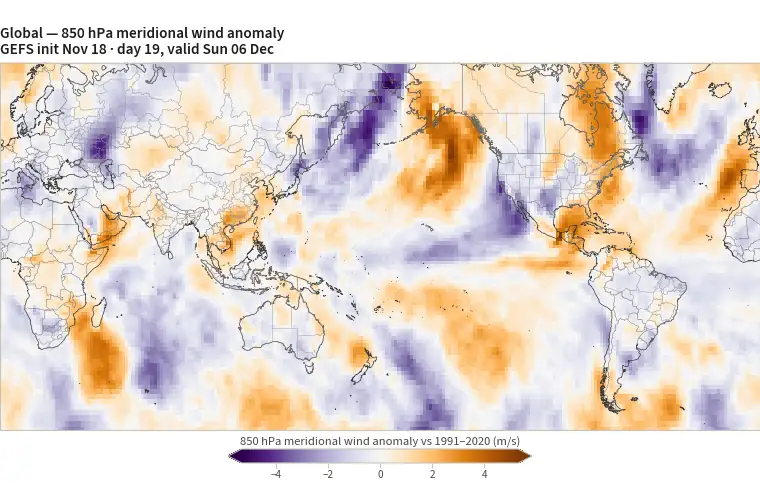 Global — 850 hPa meridional wind anomaly
GEFS init Nov 18 · day 19, valid Sun 06 Dec
850 hPa meridional wind anomaly vs 1991–2020 (m/s)
−4 −2 0 2 4